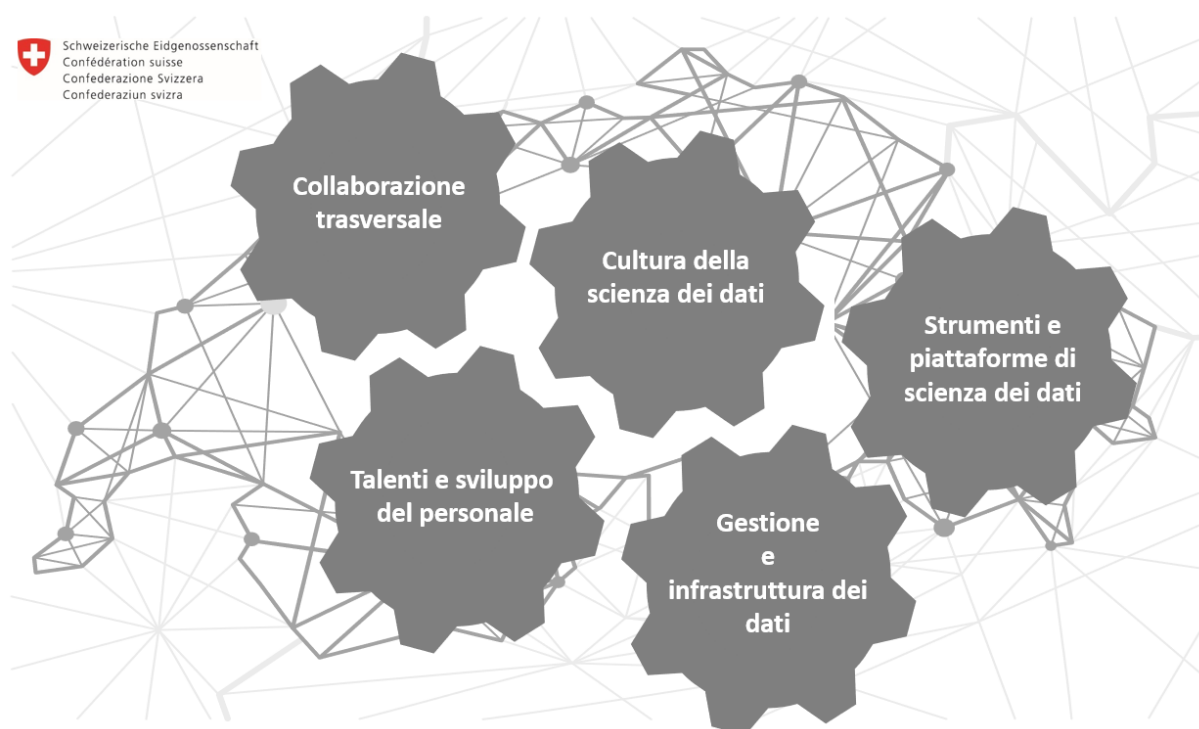 Schweizerische Eidgenossenschaft
Confédération suisse
Confederazione Svizzera
Confederaziun svizra
Collaborazione
trasversale
Cultura della
scienza dei dati
Strumenti e
piattaforme di
scienza dei dati
Talenti e sviluppo
del personale
Gestione
e
infrastruttura dei
dati